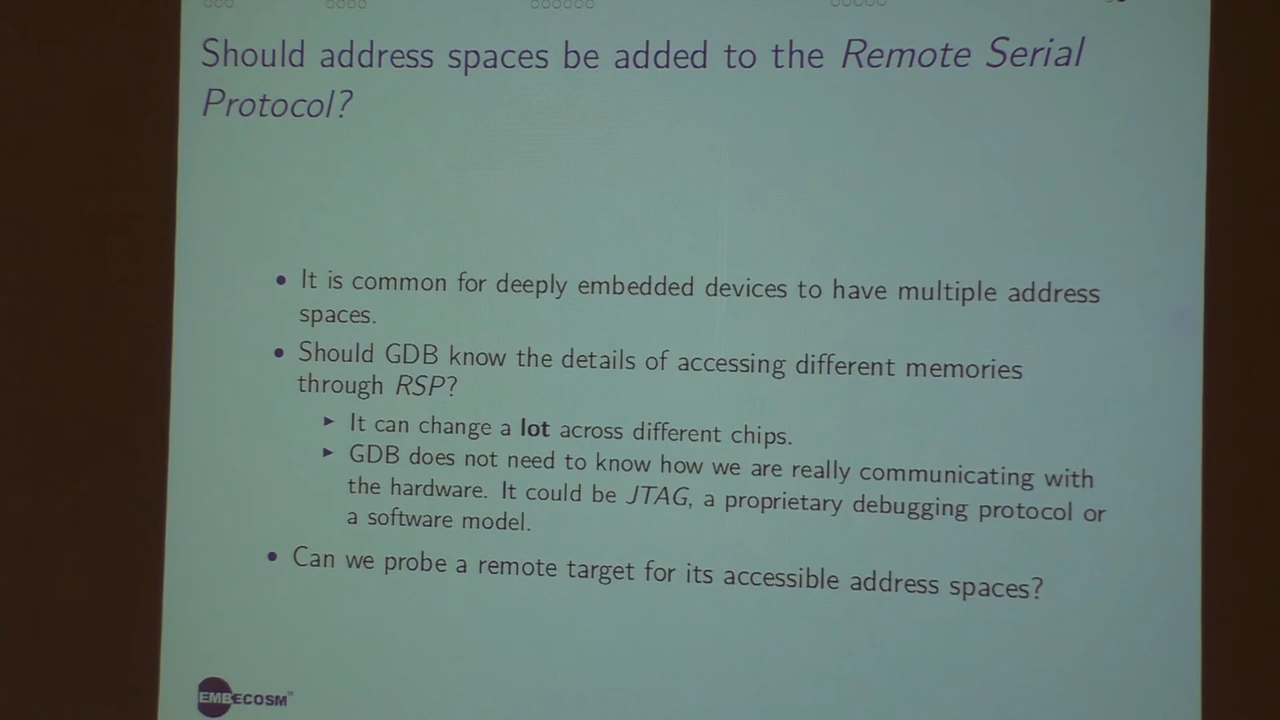 Should address spaces be added to the Remote Serial
Protocol?
• It is common for deeply embedded devices to have multiple address
spaces.
• Should GDB know the details of accessing different memories
through RSP?
► It can change a lot across different chips.
► GDB does not need to know how we are really communicating with
the hardware. It could be JTAG, a proprietary debugging protocol or
a software model.
• Can we probe a remote target for its accessible address spaces?
EMBECOSM